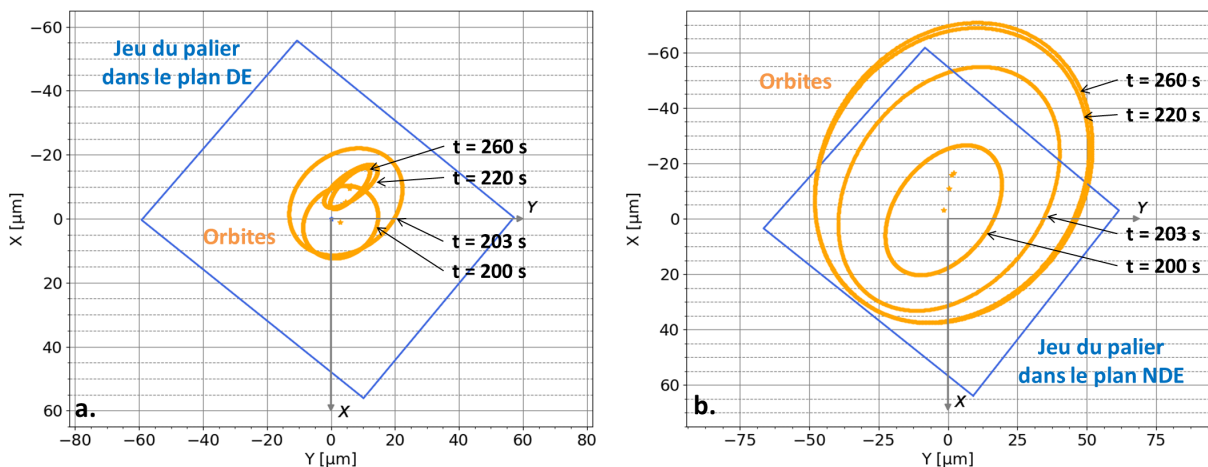 −60
−40
−20
0
20
40
60
X [µm]
−80 −60 −40 −20 0 20 40 60 80
Y [µm]
Jeu du palier
dans le plan DE
Orbites
t = 260 s
t = 220 s
Y
t = 203 s
t = 200 s
X
a.
−60
−40
−20
0
20
40
60
X [µm]
−75 −50 −25 0 25 50 75
Y [µm]
Orbites
t = 260 s
t = 220 s
Y
t = 203 s
t = 200 s
Jeu du palier
dans le plan NDE
X
b.